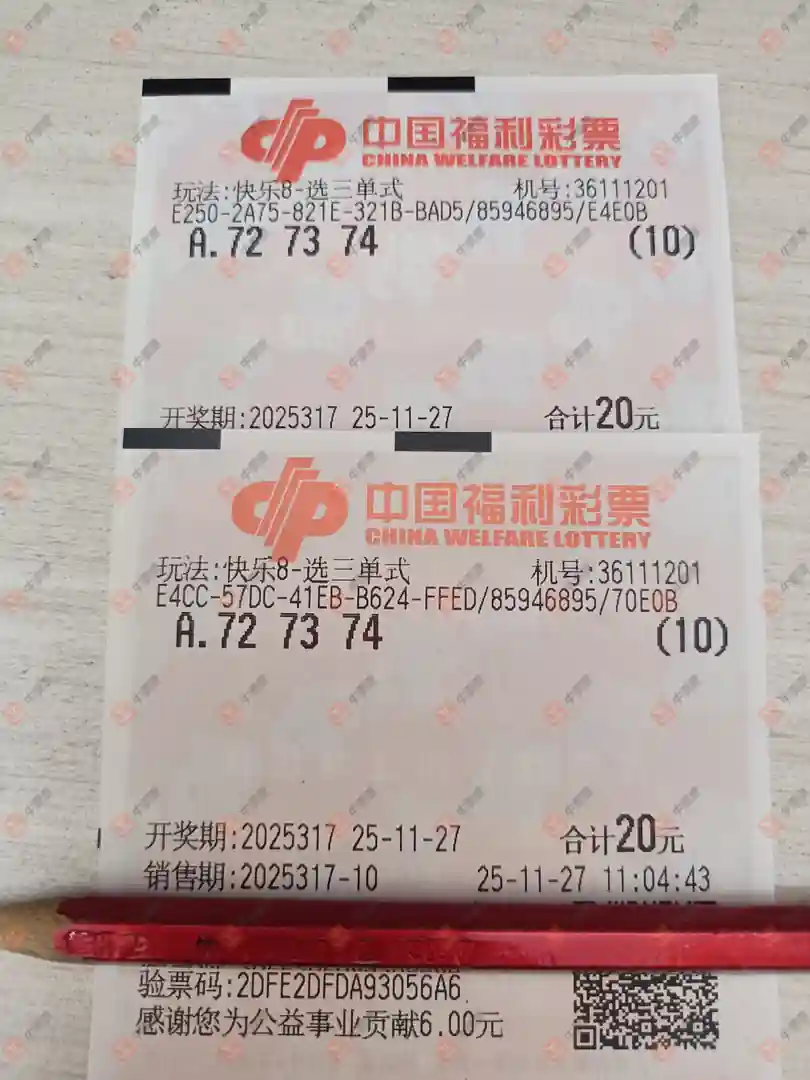 中国福利彩票
CHINA WELFARE LOTTERY
玩法:快乐8-选三单式 机号:36111201
E250-2A75-821E-321B-BAD5/85946895/E4E0B
A.72 73 74 (10)
开奖期:2025317 25-11-27 合计20元
中国福利彩票
CHINA WELFARE LOTTERY
玩法:快乐8-选三单式 机号:36111201
E4CC-57DC-41EB-B624-FFED/85946895/70E0B
A.72 73 74 (10)
开奖期:2025317 25-11-27 合计20元
销售期:2025317-10 25-11-27 11:04:43
验票码:2DFE2DFDA93056A6
感谢您为公益事业贡献6.00元